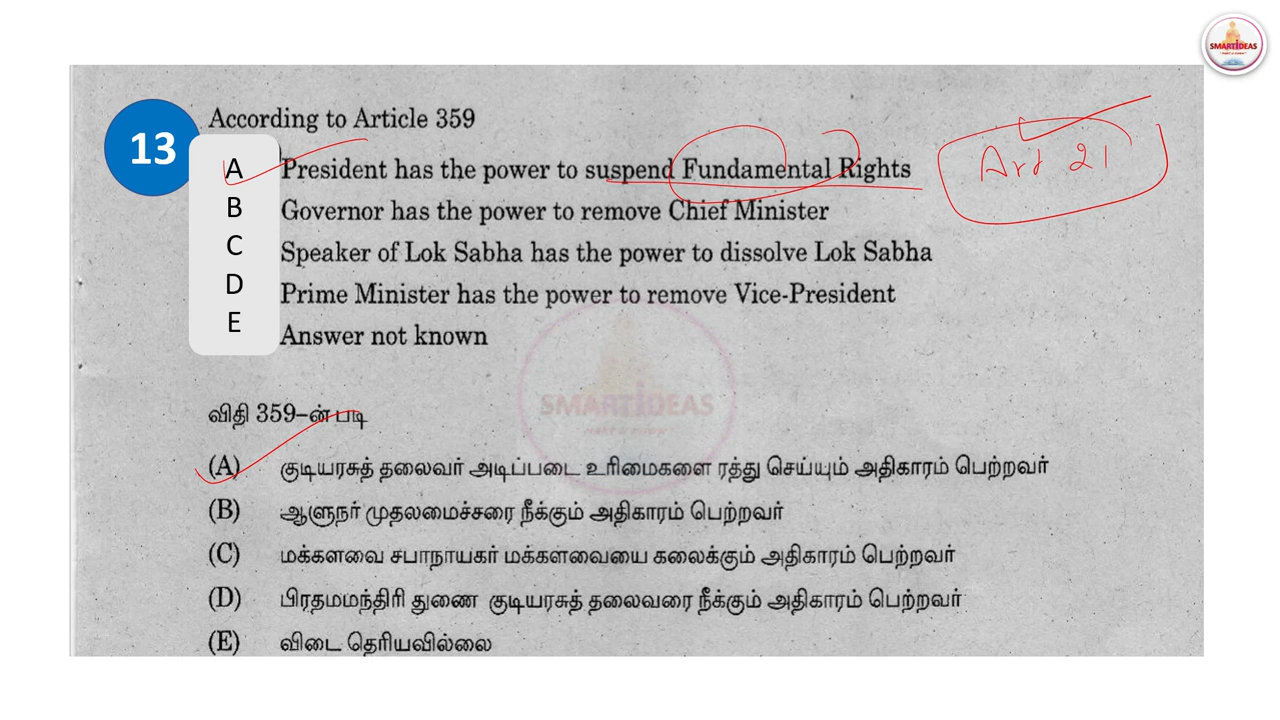 SMARTIDEAS
13
According to Article 359
A President has the power to suspend Fundamental Rights
Art 21
B Governor has the power to remove Chief Minister
C Speaker of Lok Sabha has the power to dissolve Lok Sabha
D Prime Minister has the power to remove Vice-President
E Answer not known
SMARTIDEAS
விதி 359–ன் படி
(A) குடியரசுத் தலைவர் அடிப்படை உரிமைகளை ரத்து செய்யும் அதிகாரம் பெற்றவர்
(B) ஆளுநர் முதலமைச்சரை நீக்கும் அதிகாரம் பெற்றவர்
(C) மக்களவை சபாநாயகர் மக்களவையை கலைக்கும் அதிகாரம் பெற்றவர்
(D) பிரதமமந்திரி துணை குடியரசுத் தலைவரை நீக்கும் அதிகாரம் பெற்றவர்
(E) விடை தெரியவில்லை